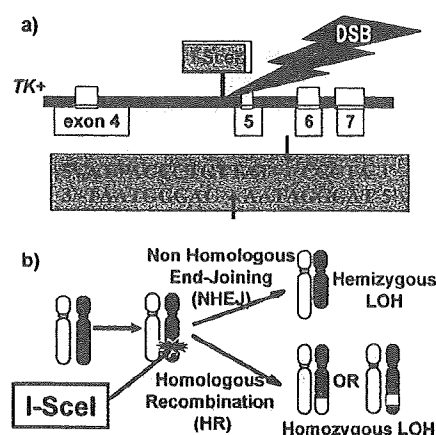 a)
DSB
I-SceI
TK+
exon 4
5
6
7
b)
Non Homologous
End-Joining
(NHEJ)
Hemizygous
LOH
I-SceI
Homologous
Recombination
(HR)
OR
Homozygous LOH